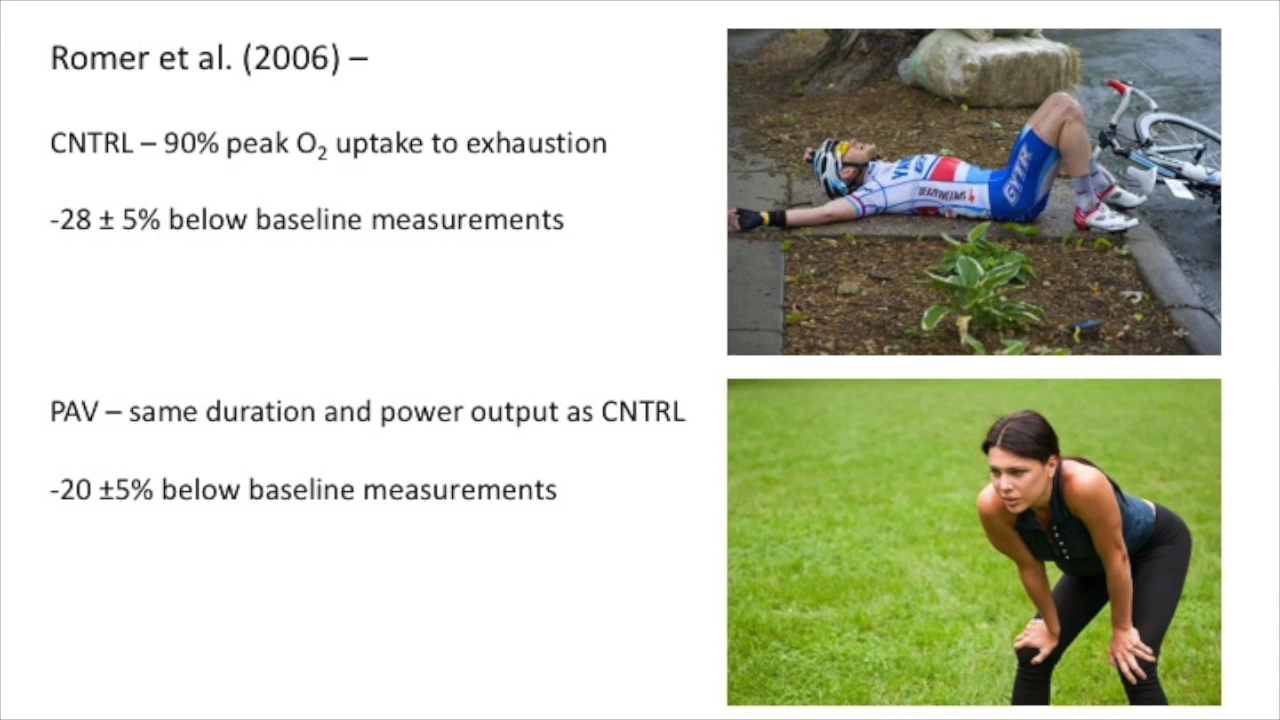 Romer et al. (2006) –
CNTRL – 90% peak O₂ uptake to exhaustion
-28 ± 5% below baseline measurements
PAV – same duration and power output as CNTRL
-20 ±5% below baseline measurements
SPECIALIZED